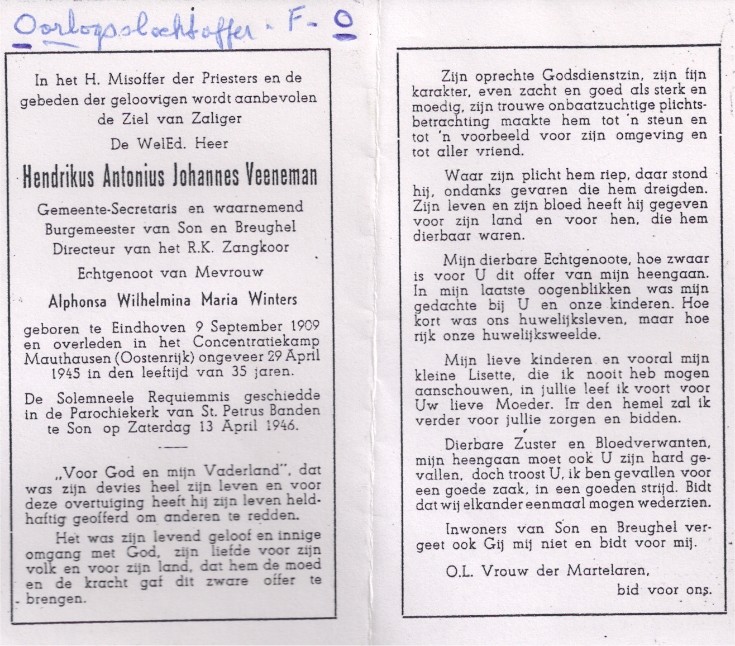 Oorlogsslachtoffer - F - O
In het H. Misoffer der Priesters en de
gebeden der geloovigen wordt aanbevolen
de Ziel van Zaliger
De WelEd. Heer
Hendrikus Antonius Johannes Veeneman
Gemeente-Secretaris en waarnemend
Burgemeester van Son en Breughel
Directeur van het R.K. Zangkoor
Echtgenoot van Mevrouw
Alphonsa Wilhelmina Maria Winters
geboren te Eindhoven 9 September 1909
en overleden in het Concentratiekamp
Mauthausen (Oostenrijk) ongeveer 29 April
1945 in den leeftijd van 35 jaren.
De Solemneele Requiemmis geschiedde
in de Parochiekerk van St. Petrus Banden
te Son op Zaterdag 13 April 1946.
„Voor God en mijn Vaderland", dat
was zijn devies heel zijn leven en voor
deze overtuiging heeft hij zijn leven held-
haftig geofferd om anderen te redden.
Het was zijn levend geloof en innige
omgang met God, zijn liefde voor zijn
volk en voor zijn land, dat hem de moed
en de kracht gaf dit zware offer te
brengen.
Zijn oprechte Godsdienstzin, zijn fijn
karakter, even zacht en goed als sterk en
moedig, zijn trouwe onbaatzuchtige plichts-
betrachting maakte hem tot 'n steun en
tot 'n voorbeeld voor zijn omgeving en
tot aller vriend.
Waar zijn plicht hem riep, daar stond
hij, ondanks gevaren die hem dreigden.
Zijn leven en zijn bloed heeft hij gegeven
voor zijn land en voor hen, die hem
dierbaar waren.
Mijn dierbare Echtgenoote, hoe zwaar
is voor U dit offer van mijn heengaan.
In mijn laatste oogenblikken was mijn
gedachte bij U en onze kinderen. Hoe
kort was ons huwelijksleven, maar hoe
rijk onze huwelijksweelde.
Mijn lieve kinderen en vooral mijn
kleine Lisette, die ik nooit heb mogen
aanschouwen, in jullie leef ik voort voor
Uw lieve Moeder. In den hemel zal ik
verder voor jullie zorgen en bidden.
Dierbare Zuster en Bloedverwanten,
mijn heengaan moet ook U zijn hard ge-
vallen, doch troost U, ik ben gevallen voor
een goede zaak, in een goeden strijd. Bidt
dat wij elkander eenmaal mogen wederzien.
Inwoners van Son en Breughel ver-
geet ook Gij mij niet en bidt voor mij.
O.L. Vrouw der Martelaren,
bid voor ons.